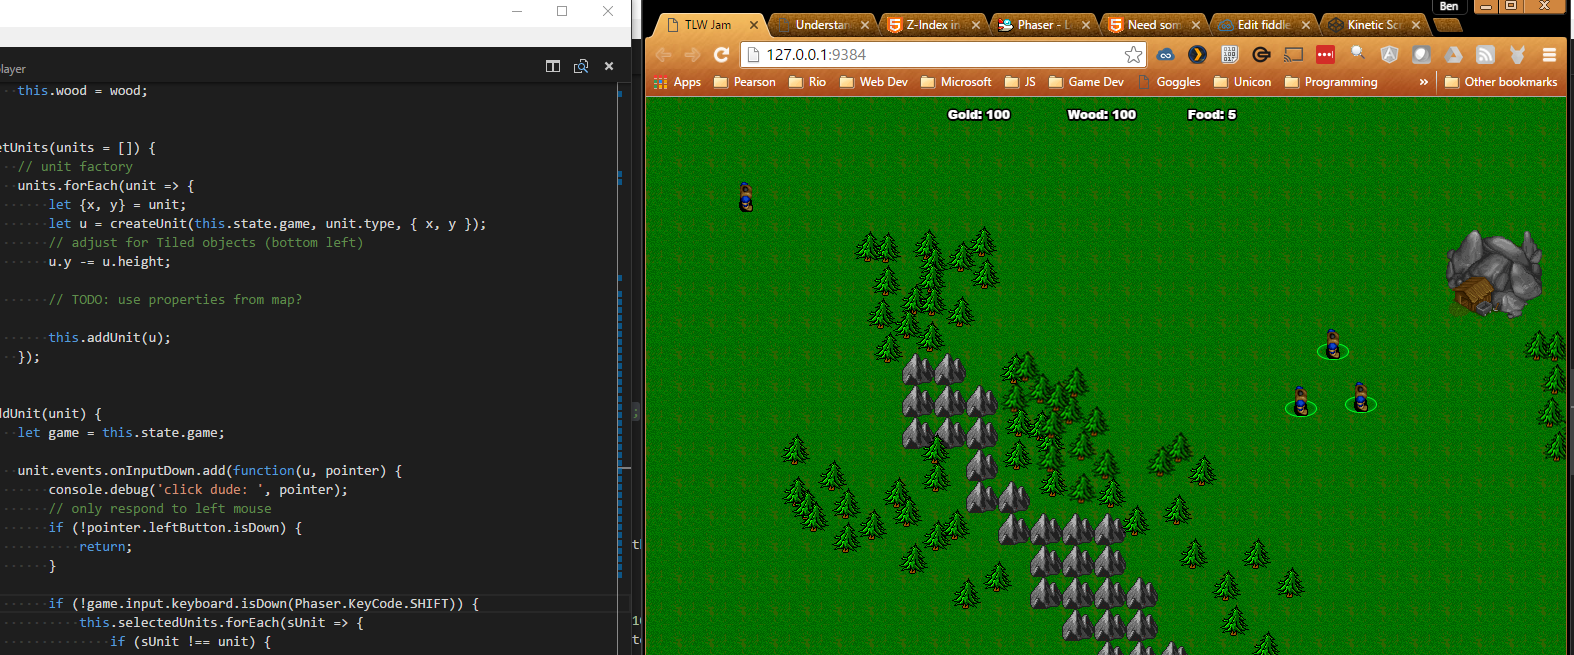 layer
this.wood = wood;
etUnits(units = []) {
// unit factory
units.forEach(unit => {
let {x, y} = unit;
let u = createUnit(this.state.game, unit.type, { x, y });
// adjust for Tiled objects (bottom left)
u.y -= u.height;
// TODO: use properties from map?
this.addUnit(u);
});
ddUnit(unit) {
let game = this.state.game;
unit.events.onInputDown.add(function(u, pointer) {
console.debug('click dude: ', pointer);
// only respond to left mouse
if (!pointer.leftButton.isDown) {
return;
}
if (!game.input.keyboard.isDown(Phaser.KeyCode.SHIFT)) {
this.selectedUnits.forEach(sUnit => {
if (sUnit !== unit) {
Ben
TLW Jam
Understan
Z-Index in
Phaser - L
Need som
Edit fiddle
Kinetic Scr
127.0.0.1:9384
Apps Pearson Rio Web Dev Microsoft JS Game Dev Goggles Unicon Programming » Other bookmarks
Gold: 100 Wood: 100 Food: 5